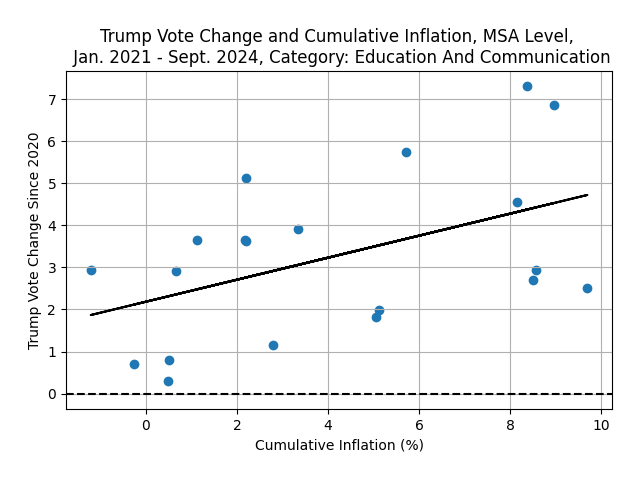 Trump Vote Change and Cumulative Inflation, MSA Level,
Jan. 2021 - Sept. 2024, Category: Education And Communication
7
6
5
4
3
2
1
0
Trump Vote Change Since 2020
0 2 4 6 8 10
Cumulative Inflation (%)